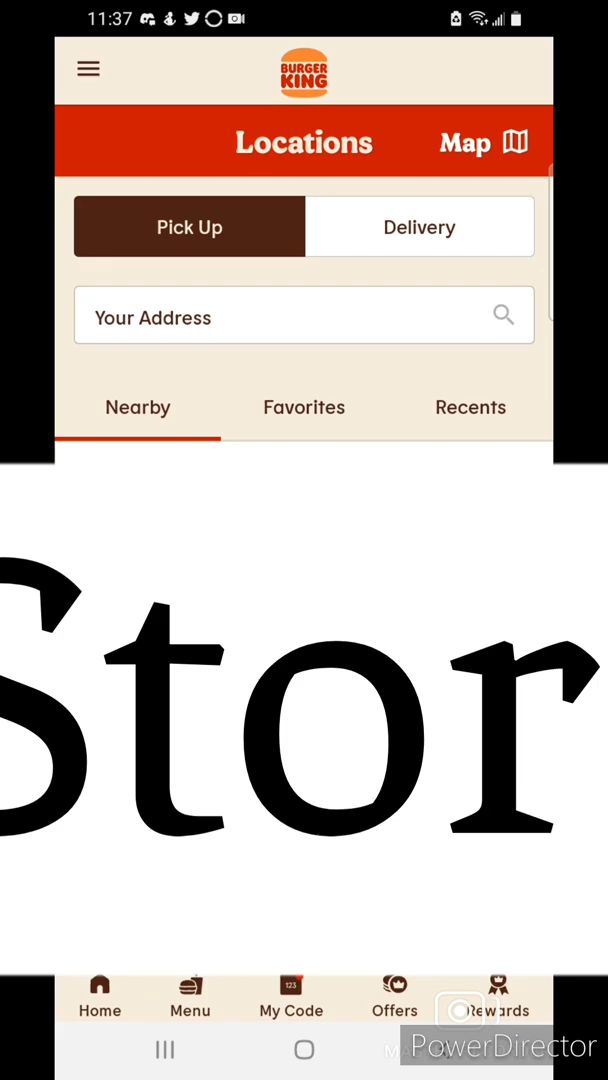 11:37
BURGER
KING
Locations
Map
Pick Up
Delivery
Your Address
Nearby
Favorites
Recents
Stor
123
Home
Menu
My Code
Offers
Rewards
PowerDirector